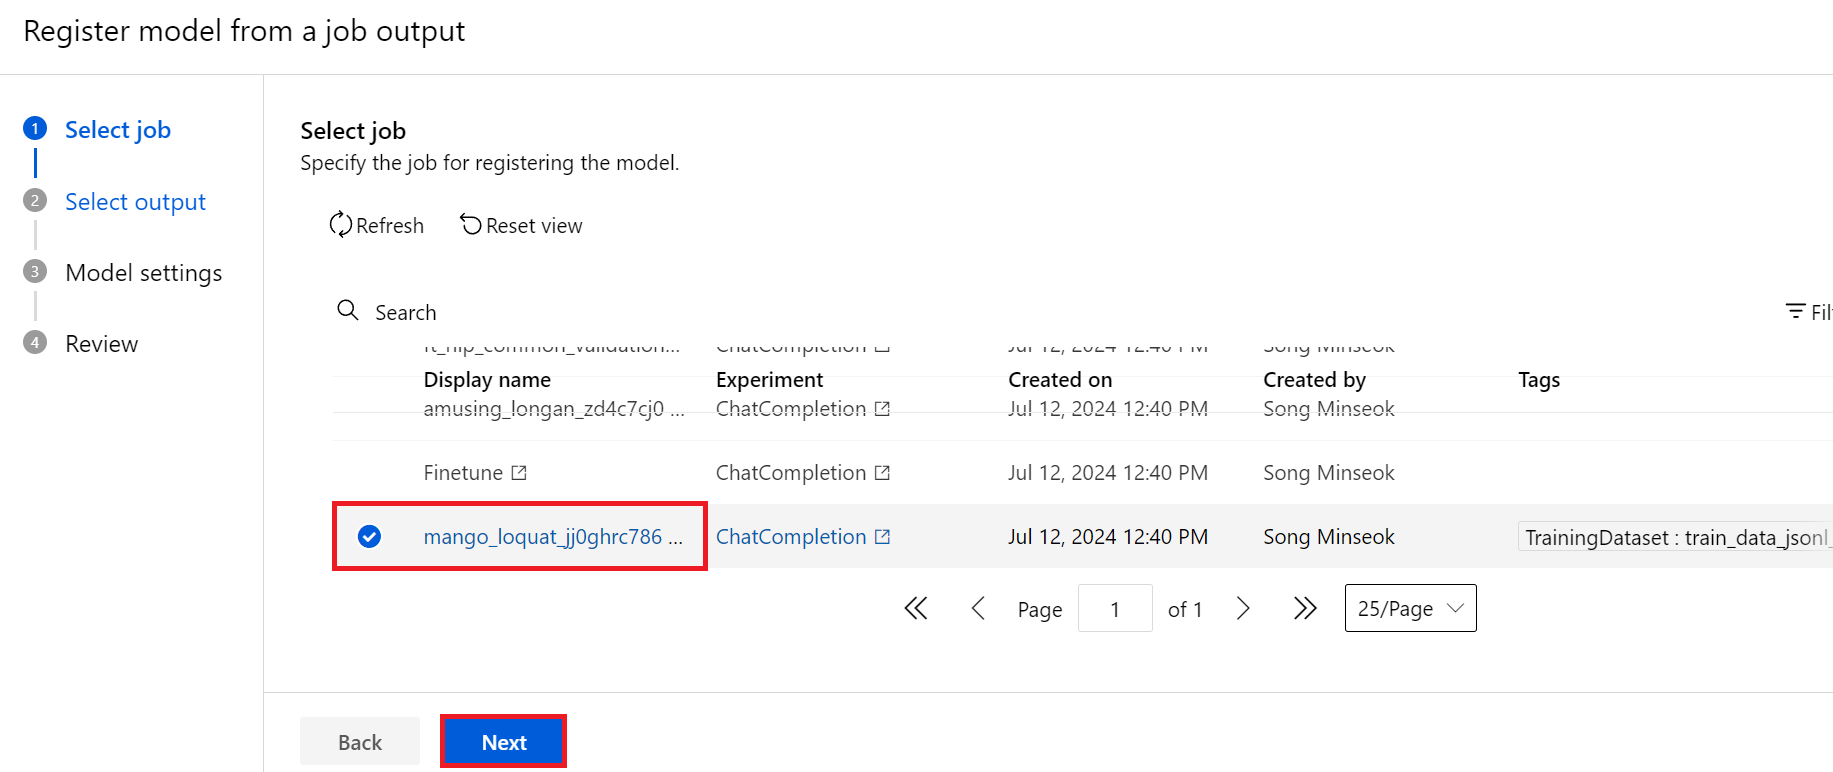 Register model from a job output
1 Select job
2 Select output
3 Model settings
4 Review
Select job
Specify the job for registering the model.
Refresh Reset view
Search Fil
ft_nlp_common_validation... ChatCompletion Jul 12, 2024 12:40 PM Song Minseok
Display name Experiment Created on Created by Tags
amusing_longan_zd4c7cj0 ... ChatCompletion Jul 12, 2024 12:40 PM Song Minseok
Finetune ChatCompletion Jul 12, 2024 12:40 PM Song Minseok
mango_loquat_jj0ghrc786 ... ChatCompletion Jul 12, 2024 12:40 PM Song Minseok TrainingDataset : train_data_jsonl_
Page 1 of 1 25/Page
Back Next